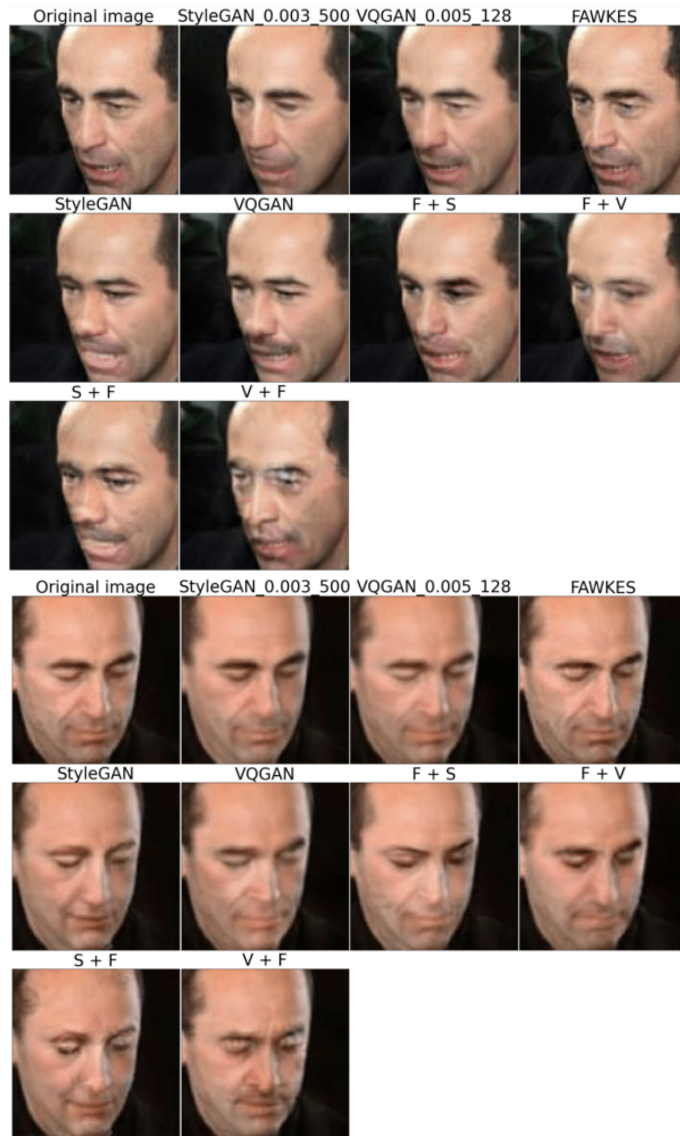 Original image StyleGAN_0.003_500 VQGAN_0.005_128 FAWKES
StyleGAN VQGAN F + S F + V
S + F V + F
Original image StyleGAN_0.003_500 VQGAN_0.005_128 FAWKES
StyleGAN VQGAN F + S F + V
S + F V + F